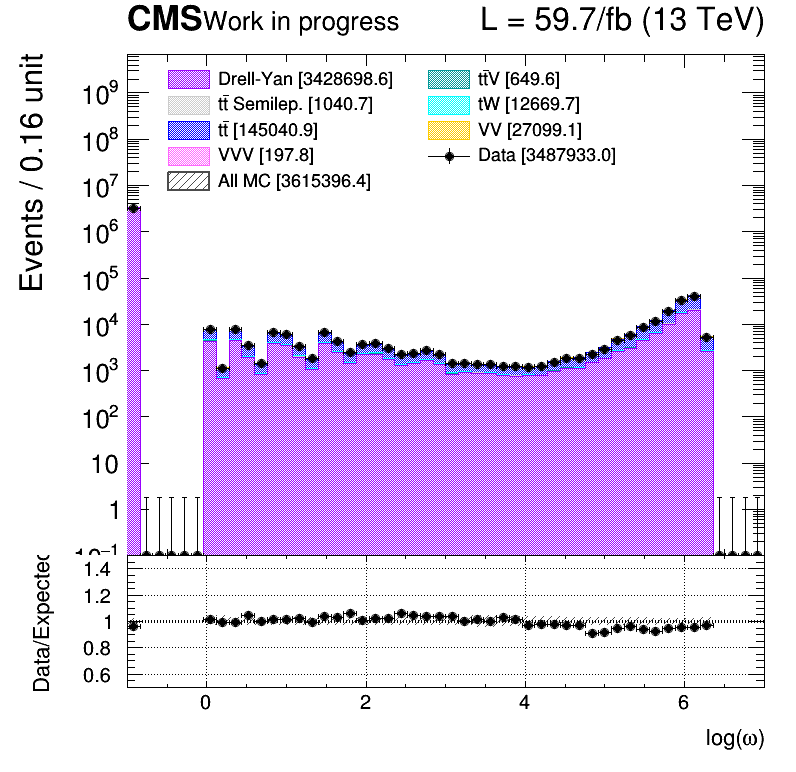 CMS Work in progress L = 59.7/fb (13 TeV)
Events / 0.16 unit
Drell-Yan [3428698.6]
tt̄ Semilep. [1040.7]
tt̄ [145040.9]
VVV [197.8]
All MC [3615396.4]
tt̄V [649.6]
tW [12669.7]
VV [27099.1]
Data [3487933.0]
10⁹
10⁸
10⁷
10⁶
10⁵
10⁴
10³
10²
10
1
10⁻¹
Data/Expected
1.4
1.2
1
0.8
0.6
0 2 4 6
log(ω)